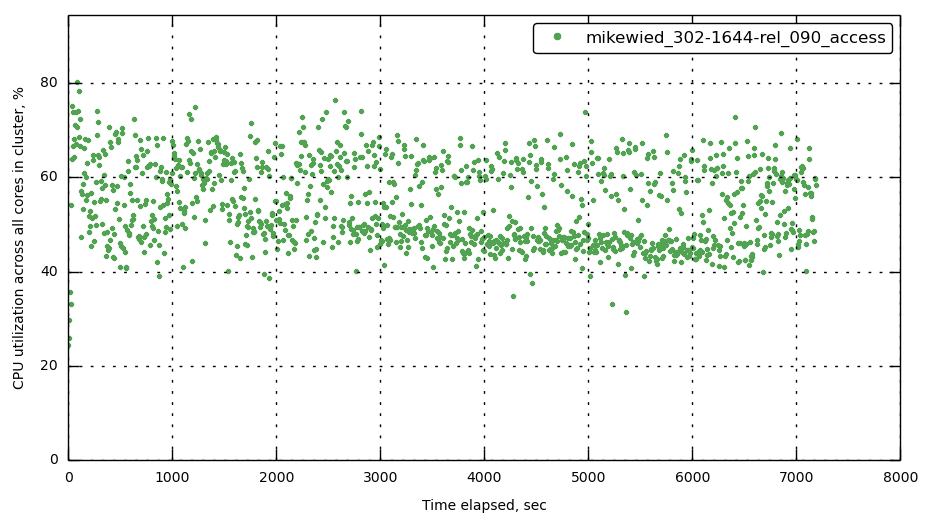 mikewied_302-1644-rel_090_access
CPU utilization across all cores in cluster, %
80
60
40
20
0
0 1000 2000 3000 4000 5000 6000 7000 8000
Time elapsed, sec